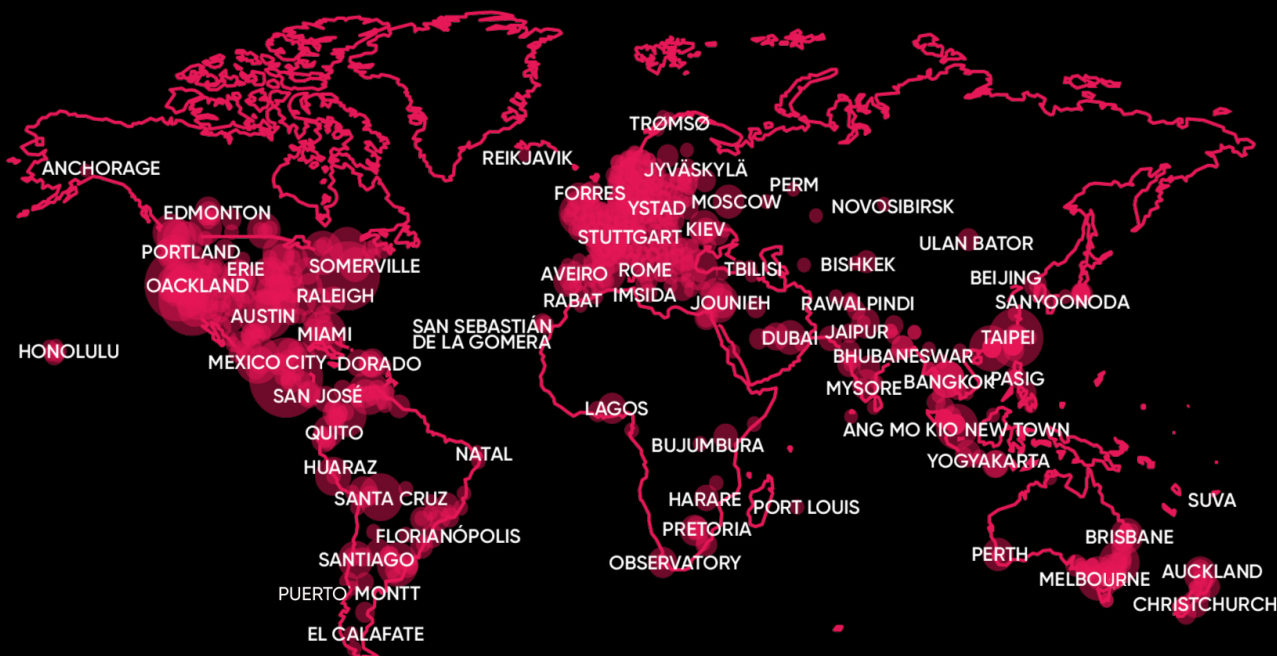 TRØMSØ
REIKJAVIK
ANCHORAGE
JYVÄSKYLÄ
PERM
FORRES
MOSCOW
YSTAD
NOVOSIBIRSK
EDMONTON
KIEV
STUTTGART
ULAN BATOR
PORTLAND
ERIE
SOMERVILLE
AVEIRO
ROME
TBILISI
BISHKEK
BEIJING
OACKLAND
RALEIGH
RABAT
IMSIDA
JOUNIEH
RAWALPINDI
SANYOONODA
AUSTIN
MIAMI
SAN SEBASTIÁN
DE LA GOMERA
DUBAI
JAIPUR
TAIPEI
HONOLULU
MEXICO CITY
DORADO
BHUBANESWAR
MYSORE
BANGKOK
PASIG
SAN JOSÉ
LAGOS
QUITO
ANG MO KIO NEW TOWN
BUJUMBURA
NATAL
HUARAZ
YOGYAKARTA
SANTA CRUZ
HARARE
PORT LOUIS
SUVA
FLORIANÓPOLIS
PRETORIA
BRISBANE
SANTIAGO
OBSERVATORY
PERTH
MELBOURNE
AUCKLAND
PUERTO MONTT
CHRISTCHURCH
EL CALAFATE